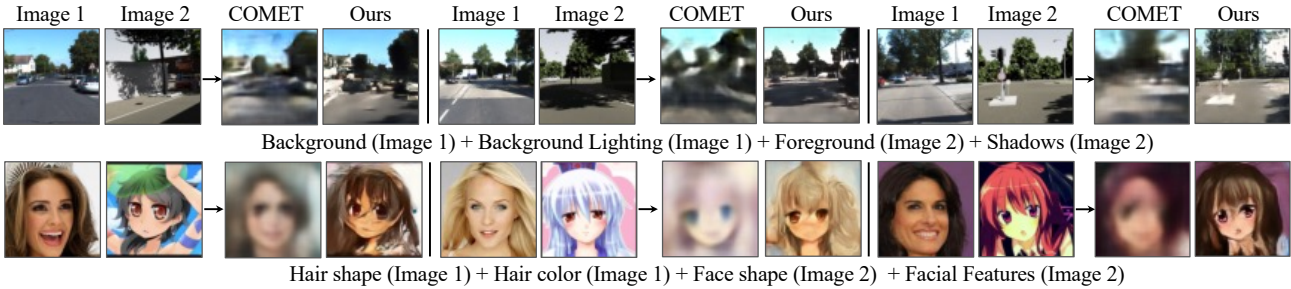 Image 1 Image 2 COMET Ours Image 1 Image 2 COMET Ours Image 1 Image 2 COMET Ours
Background (Image 1) + Background Lighting (Image 1) + Foreground (Image 2) + Shadows (Image 2)
Hair shape (Image 1) + Hair color (Image 1) + Face shape (Image 2) + Facial Features (Image 2)